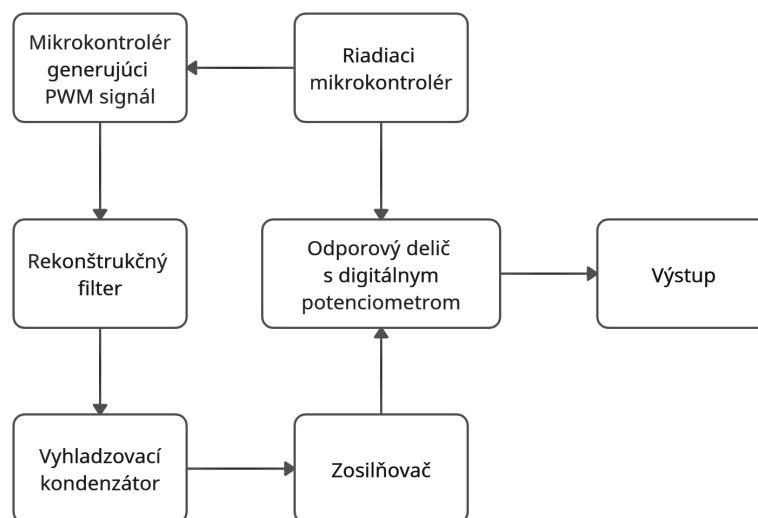 Mikrokontrolér
generujúci
PWM signál
Riadiaci
mikrokontrolér
Rekonštrukčný
filter
Odporový delič
s digitálnym
potenciometrom
Výstup
Vyhladzovací
kondenzátor
Zosilňovač